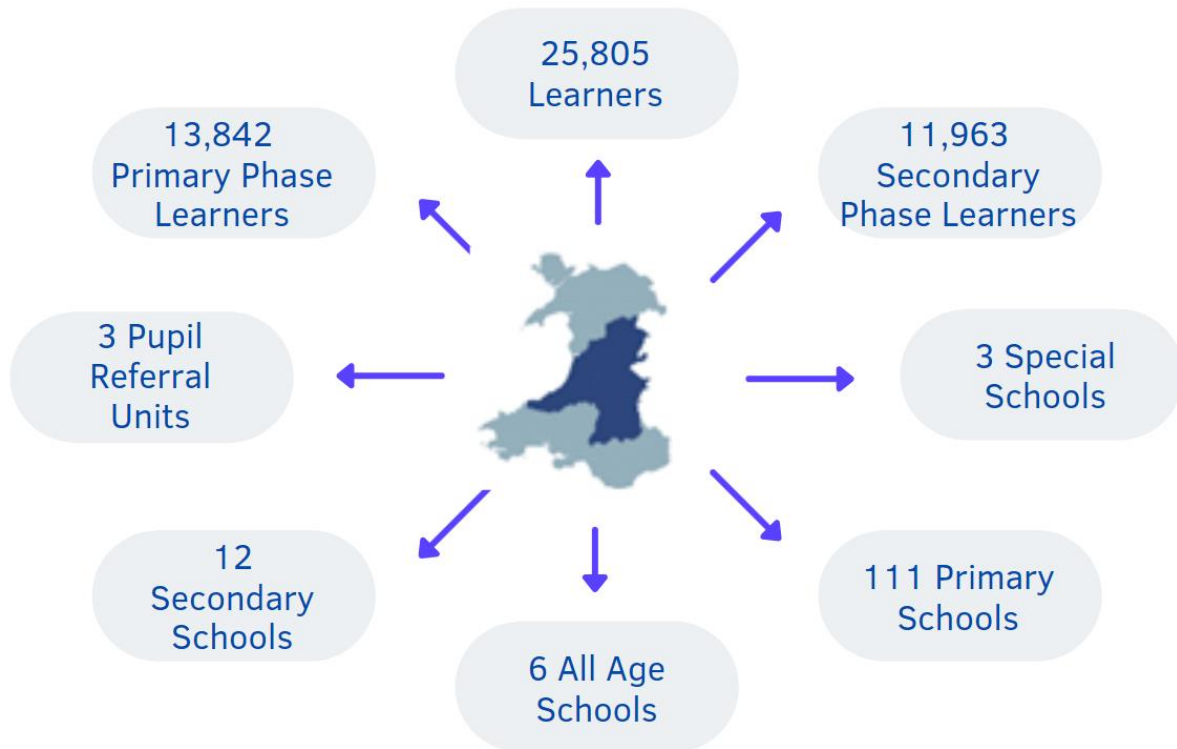 25,805
Learners
13,842
Primary Phase
Learners
11,963
Secondary
Phase Learners
3 Pupil
Referral
Units
3 Special
Schools
12
Secondary
Schools
111 Primary
Schools
6 All Age
Schools